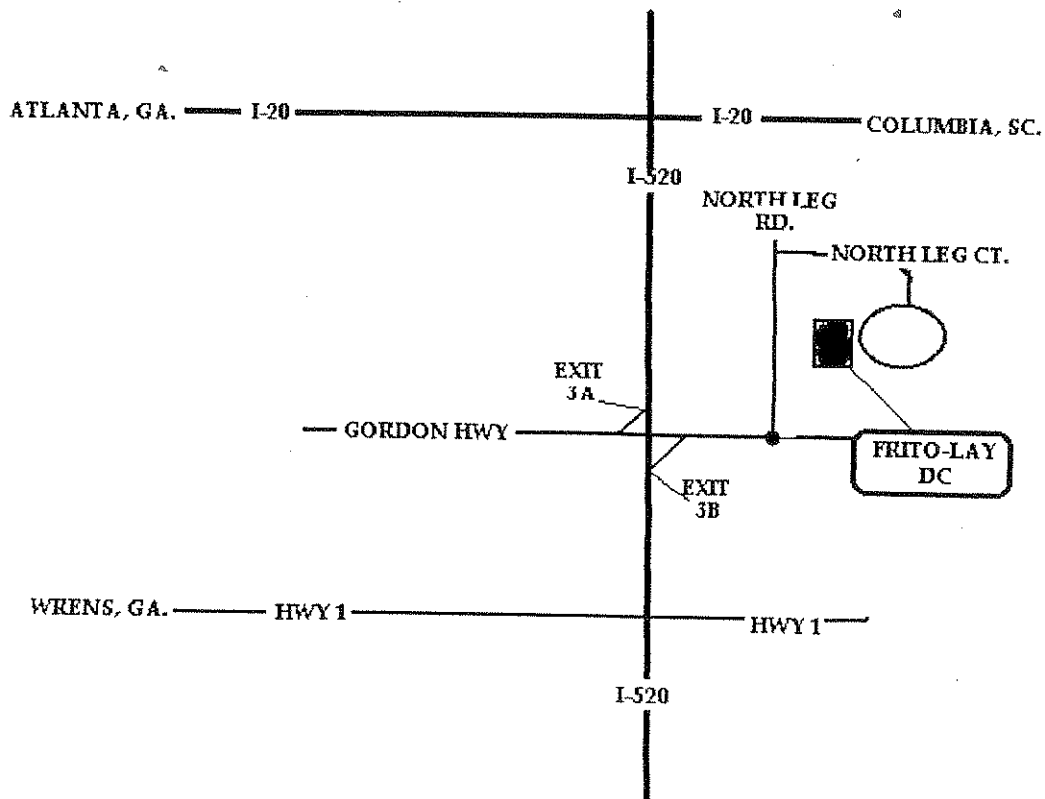 ATLANTA, GA.
I-20
I-20
COLUMBIA, SC.
I-520
NORTH LEG
RD.
NORTH LEG CT.
EXIT
3A
GORDON HWY
FRITO-LAY
DC
EXIT
3B
WRENS, GA.
HWY 1
HWY 1
I-520